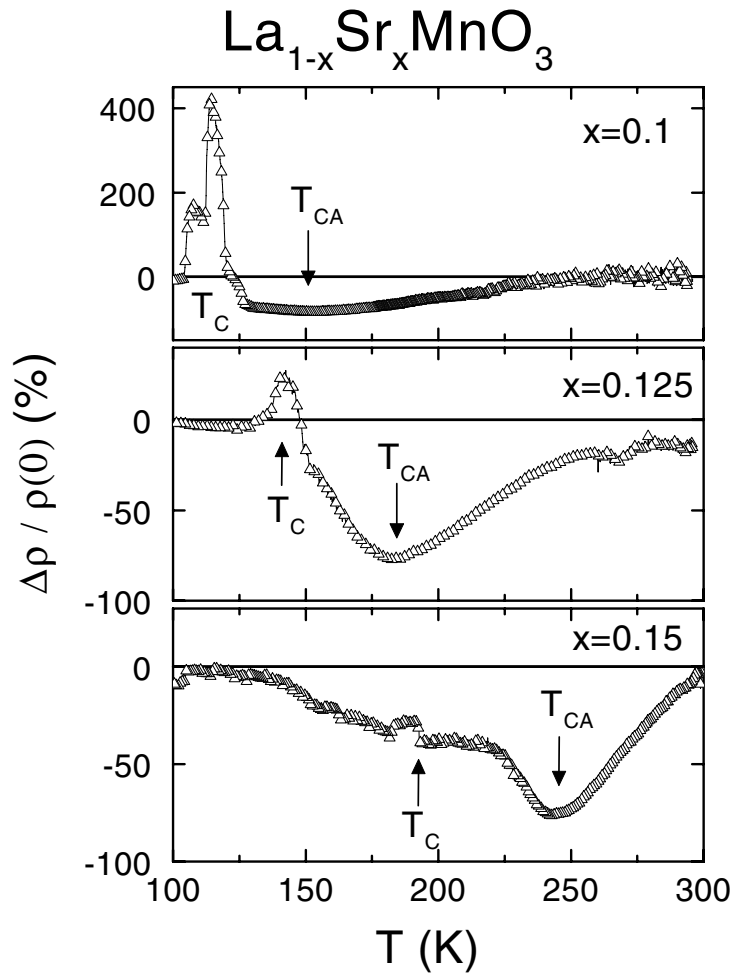 La1-xSrxMnO3
400
200
0
x=0.1
TCA
TC
0
-50
-100
x=0.125
TC
TCA
0
-50
-100
x=0.15
TC
TCA
Δρ / ρ(0) (%)
100 150 200 250 300
T (K)